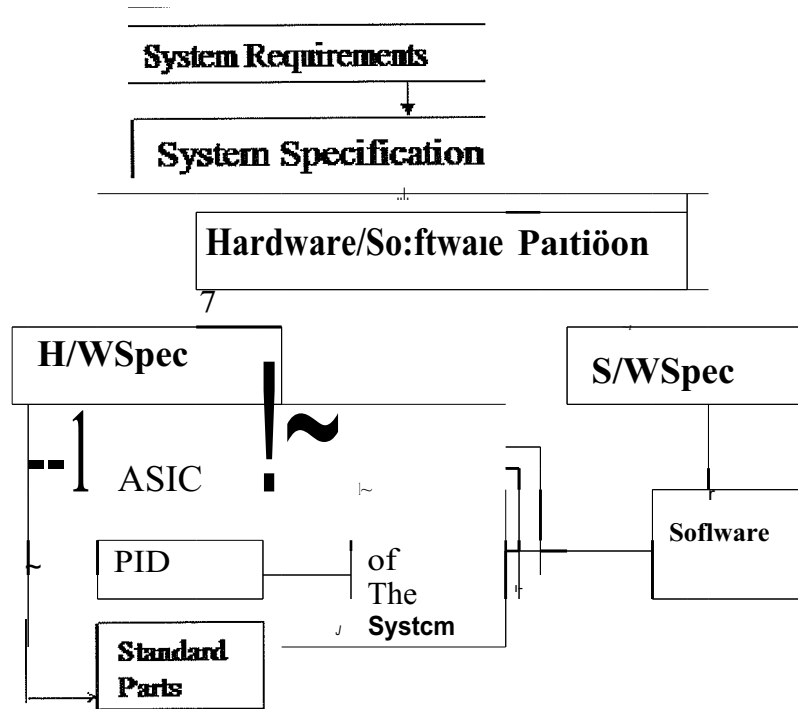 System Requirements
System Specification
Hardware/So:ftwaıe Paıtiöon
7
H/WSpec
S/WSpec
--1 ASIC !~
Soflware
~ PID
of
The
Systcm
Standard
Parts